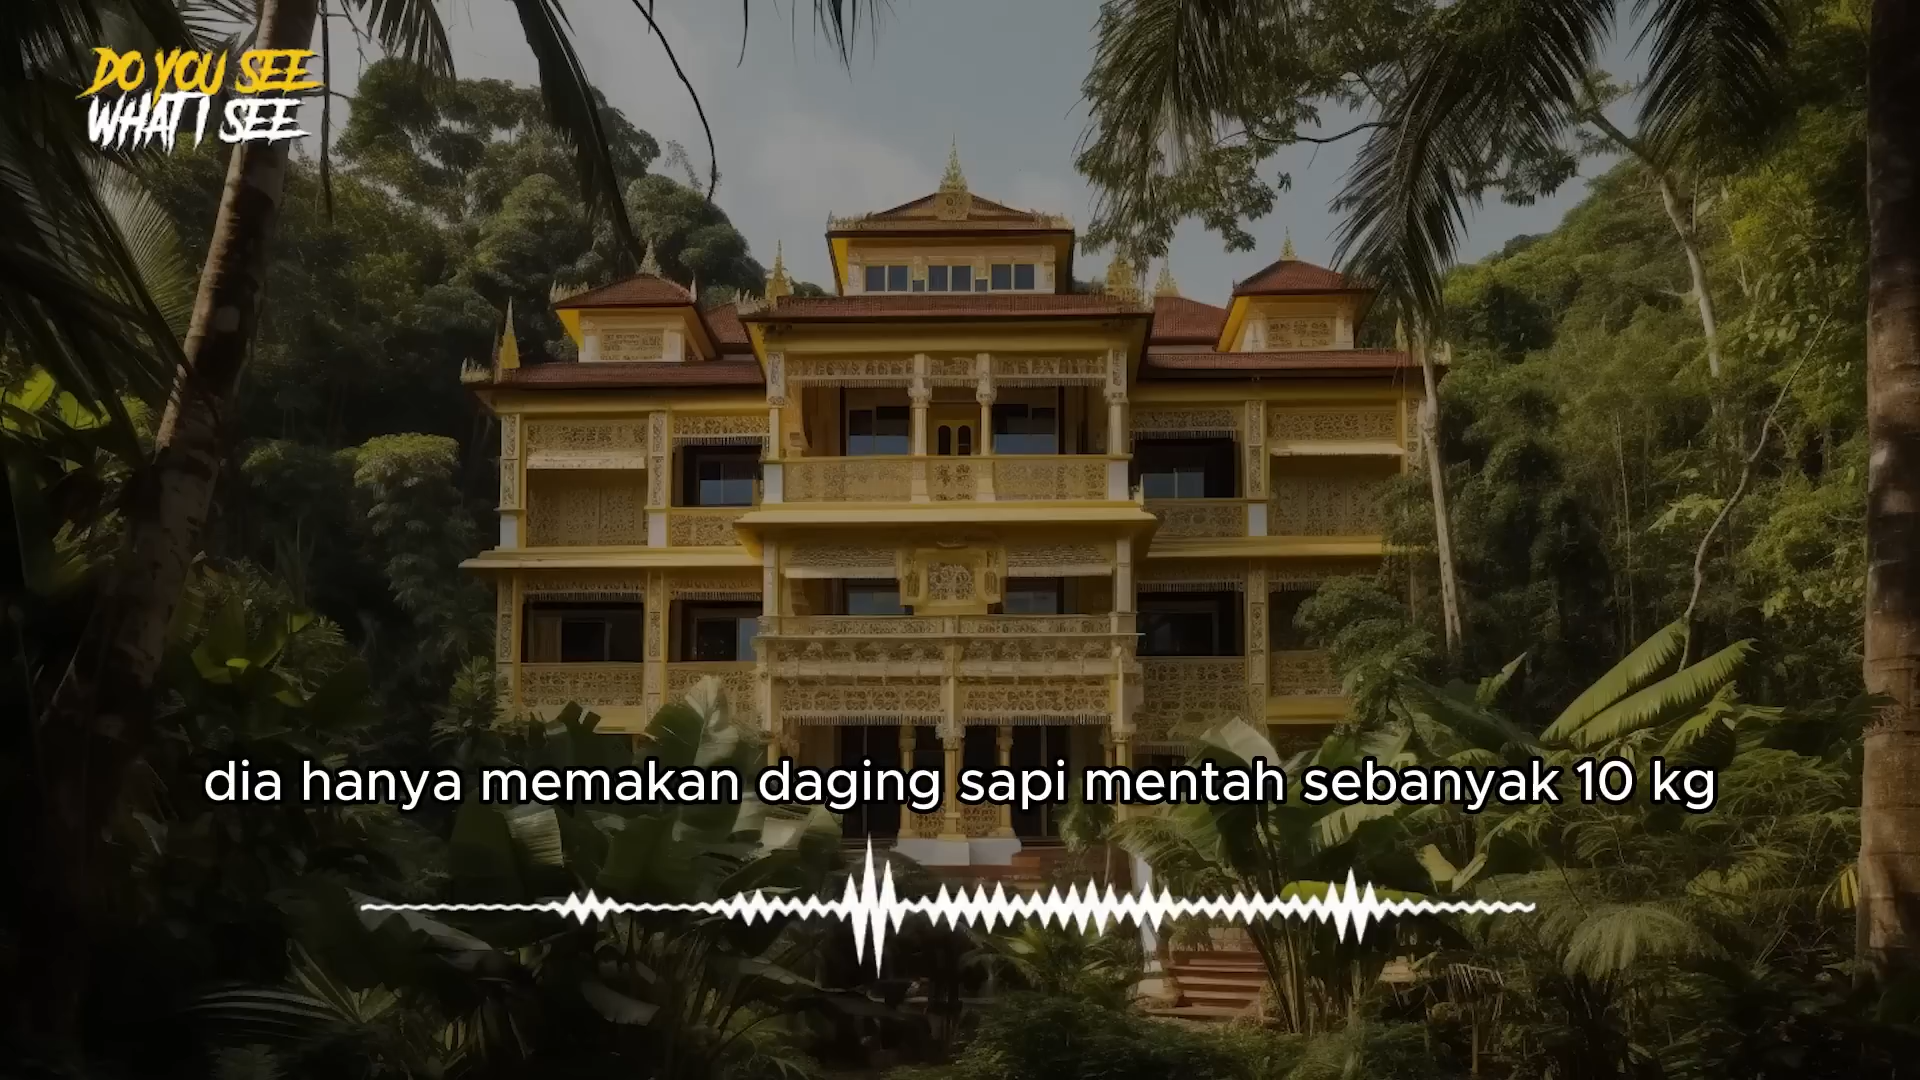 DO YOU SEE
WHAT I SEE
dia hanya memakan daging sapi mentah sebanyak 10 kg